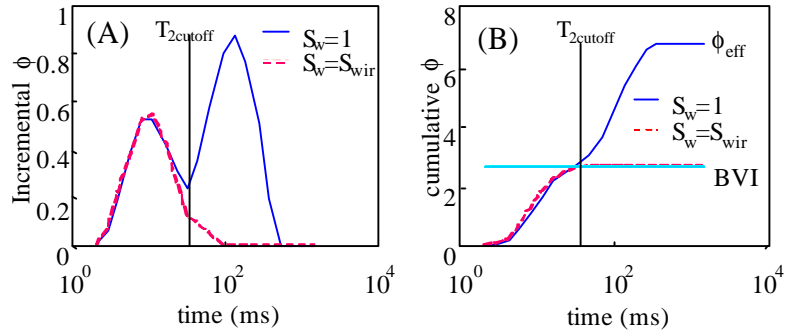 (A)
T2cutoff
Sw=1
Sw=Swir
Incremental ϕ
1
0.8
0.6
0.4
0.2
0
10^0
10^2
10^4
time (ms)
(B)
T2cutoff
ϕeff
Sw=1
Sw=Swir
BVI
cumulative ϕ
8
6
4
2
0
10^0
10^2
10^4
time (ms)